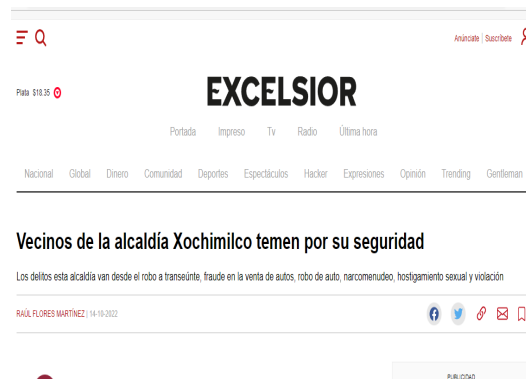 Anúnciate | Suscríbete
Plata $18.35
EXCELSIOR
Portada Impreso Tv Radio Última hora
Nacional Global Dinero Comunidad Deportes Espectáculos Hacker Expresiones Opinión Trending Gentleman
Vecinos de la alcaldía Xochimilco temen por su seguridad
Los delitos esta alcaldía van desde el robo a transeúnte, fraude en la venta de autos, robo de auto, narcomenudeo, hostigamiento sexual y violación
RAÚL FLORES MARTÍNEZ | 14-10-2022
PUBLICIDAD